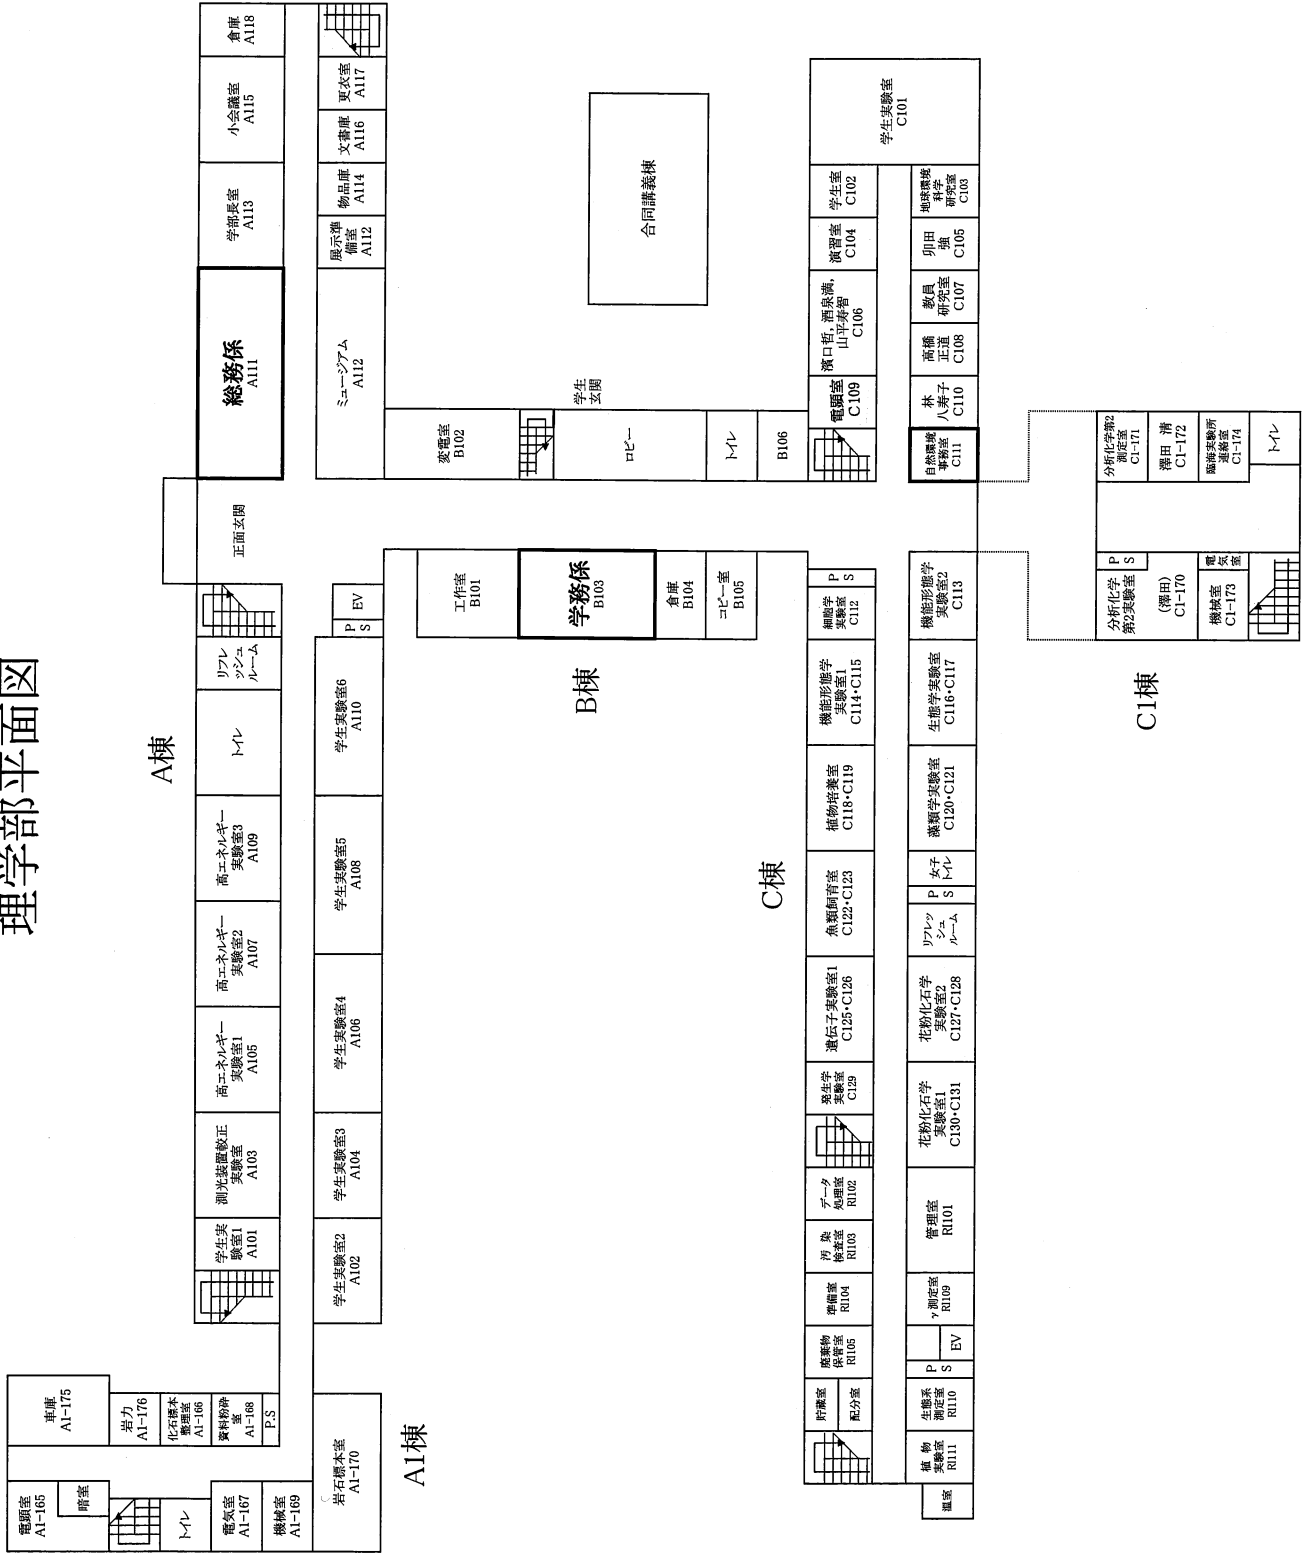 理学部平面図
A棟
倉庫
A118
小会議室
A115
学部長室
A113
総務係
A111
正面玄関
リフレ
ッシュ
ルーム
トイレ
高エネルギー
実験室3
A109
高エネルギー
実験室2
A107
高エネルギー
実験室1
A105
測光装置較正
実験室
A103
学生実
験室1
A101
更衣室
A117
文書庫
A116
物品庫
A114
展示準
備室
A112
ミュージアム
A112
EV
P
S
学生実験室6
A110
学生実験室5
A108
学生実験室4
A106
学生実験室3
A104
学生実験室2
A102
A1棟
車庫
A1-175
岩力
A1-176
化石標本
整理室
A1-166
資料粉砕
室
A1-168
P.S
電顕室
A1-165
暗室
トイレ
電気室
A1-167
機械室
A1-169
岩石標本室
A1-170
B棟
変電室
B102
学生
玄関
ロビー
トイレ
B106
工作室
B101
学務係
B103
倉庫
B104
コピー室
B105
合同講義棟
C棟
学生実験室
C101
学生室
C102
演習室
C104
濱口哲, 酒泉満,
山平寿智
C106
電顕室
C109
地球環境
科学
研究室
C103
卯田
強
C105
教員
研究室
C107
高橋
正道
C108
林
八寿子
C110
自然環境
事務室
C111
P
S
細胞学
実験室
C112
機能形態学
実験室1
C114・C115
植物培養室
C118・C119
魚類飼育室
C122・C123
遺伝子実験室1
C125・C126
発生学
実験室
C129
データ
処理室
RI102
汚 染
検査室
RI103
準備室
RI104
廃棄物
保管室
RI105
貯蔵室
配分室
機能形態学
実験室2
C113
生態学実験室
C116・C117
藻類学実験室
C120・C121
女子
トイレ
P
S
リフレッ
シュ
ルーム
花粉化石学
実験室2
C127・C128
花粉化石学
実験室1
C130・C131
管理室
RI101
γ測定室
RI109
EV
P
S
生態系
測定室
RI110
植 物
実験室
RI111
温室
C1棟
分析化学第2
測定室
C1-171
澤田 清
C1-172
臨海実験所
連絡室
C1-174
トイレ
P
S
分析化学
第2実験室
(澤田)
C1-170
電気
室
機械室
C1-173